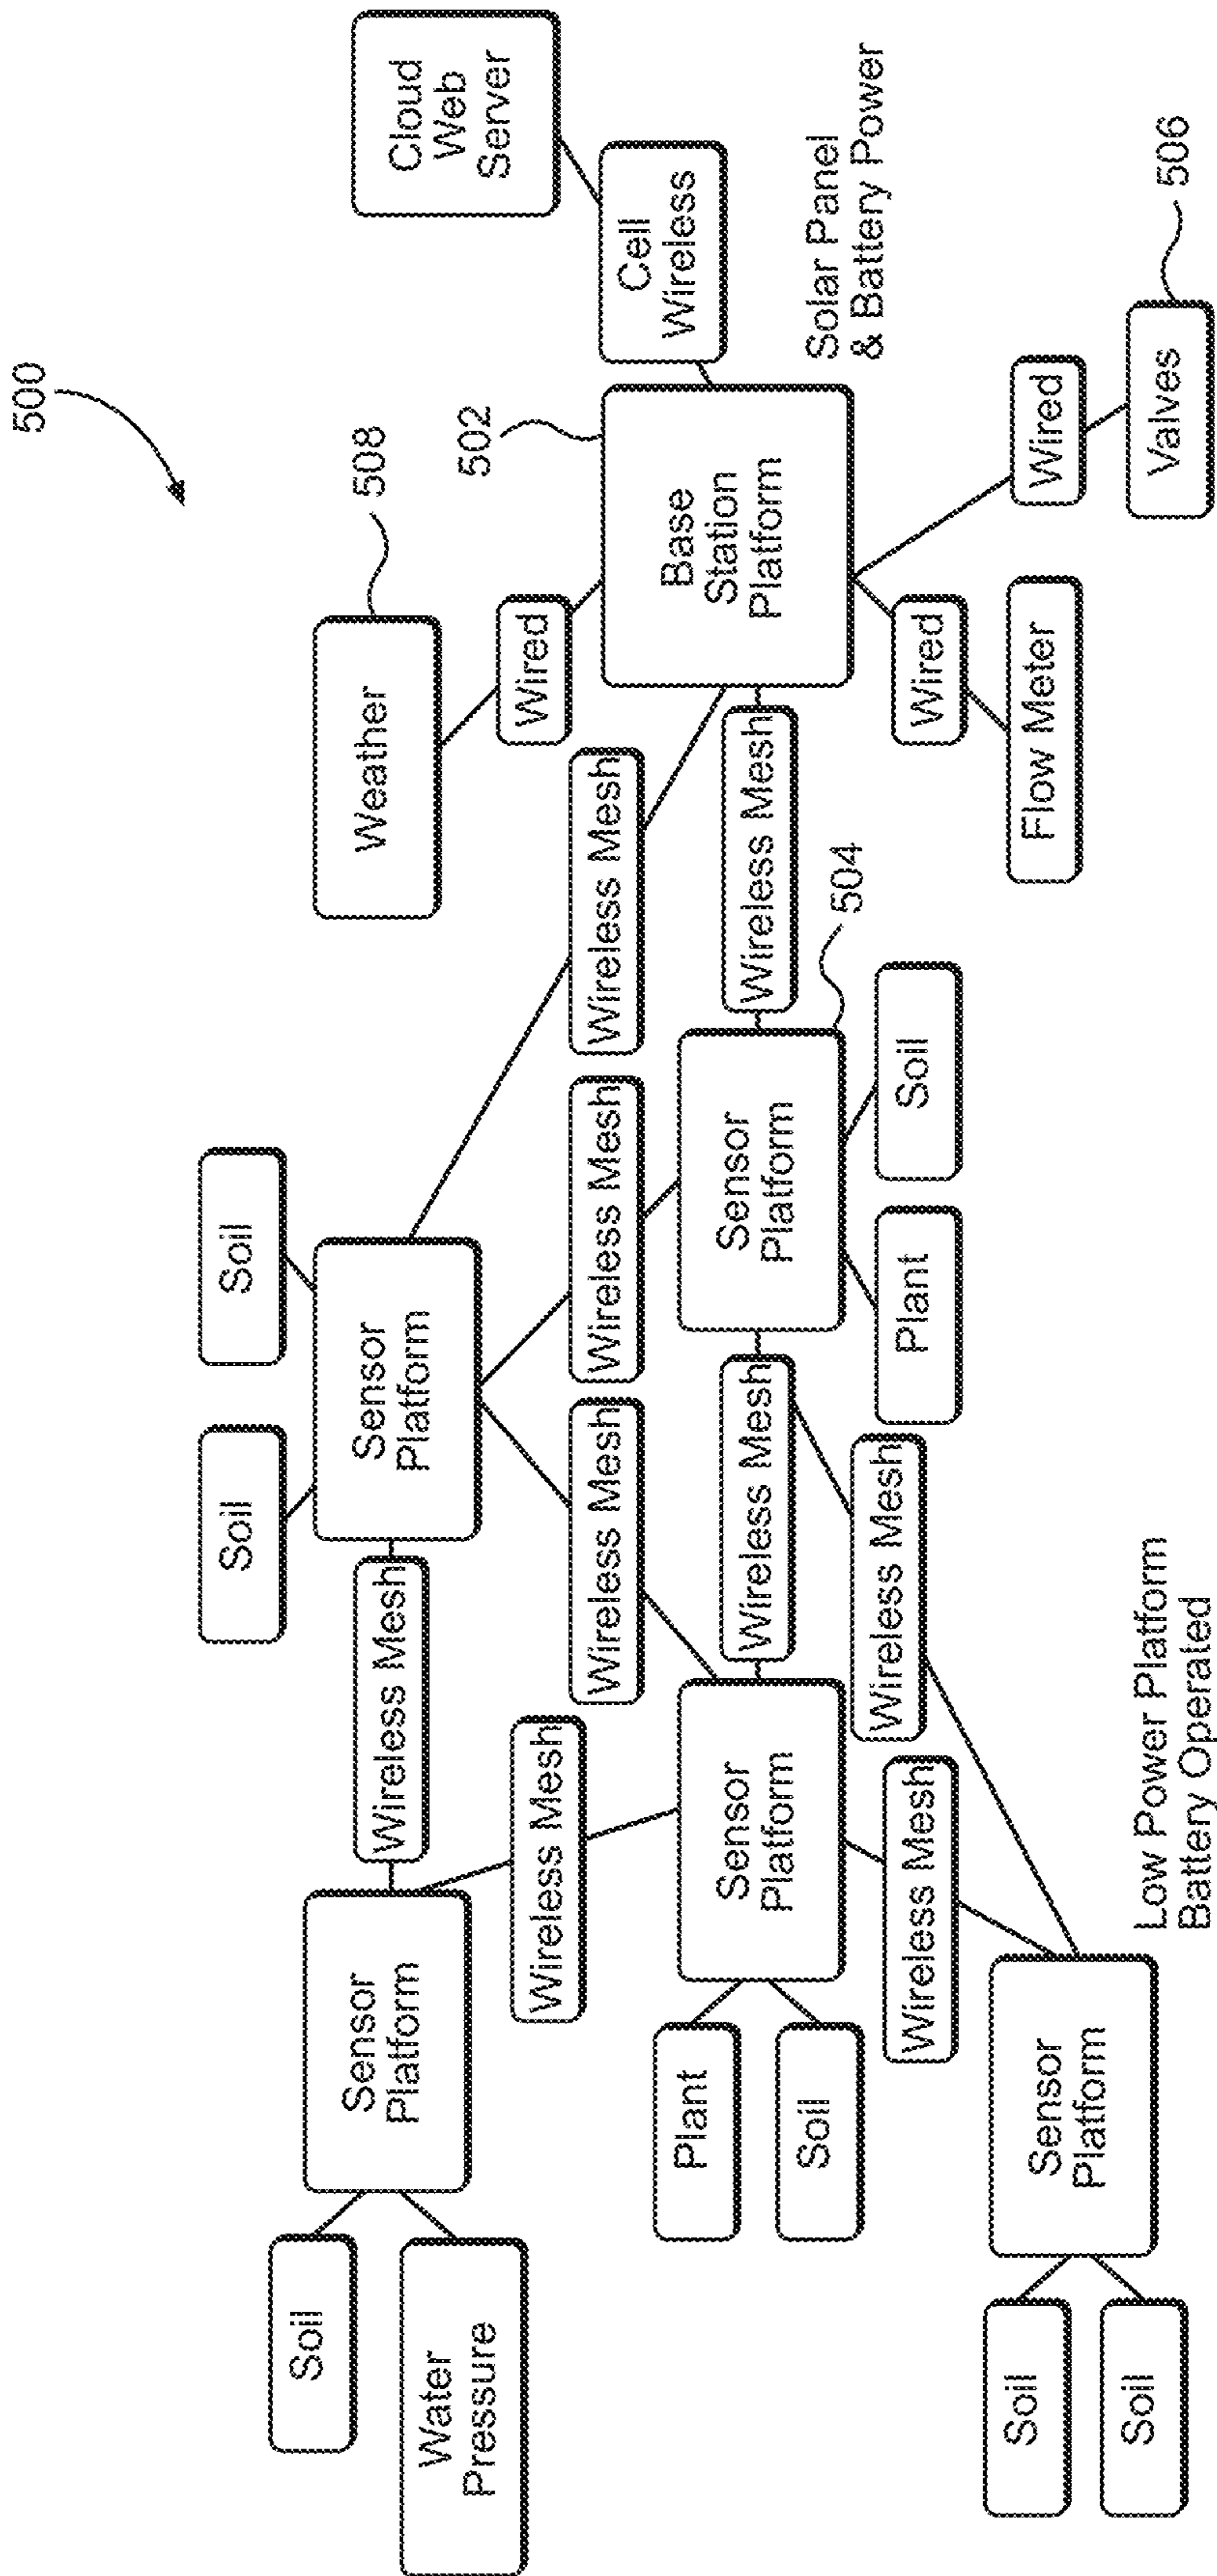 500
Soil
Soil
Soil
Water
Pressure
Sensor
Platform
Wireless Mesh
Sensor
Platform
Weather
508
Cloud
Web
Server
Wired
502
Cell
Wireless
Wireless Mesh
Wireless Mesh
Wireless Mesh
Wireless Mesh
Plant
Soil
Sensor
Platform
Wireless Mesh
Sensor
Platform
Wireless Mesh
Base
Station
Platform
Solar Panel
& Battery Power
504
Plant
Soil
Wireless Mesh
Wireless Mesh
Wired
Wired
Flow Meter
Valves
506
Soil
Soil
Sensor
Platform
Low Power Platform
Battery Operated